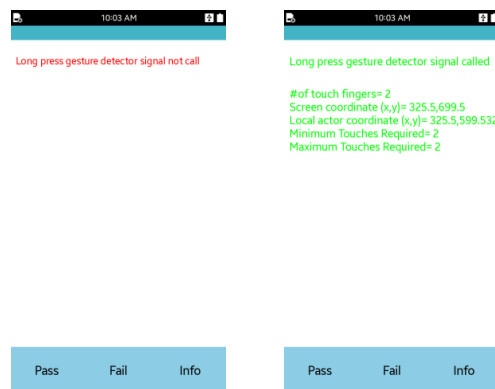 10:03 AM
Long press gesture detector signal not call
Pass Fail Info
10:03 AM
Long press gesture detector signal called
#of touch fingers= 2
Screen coordinate (x,y)= 325.5,699.5
Local actor coordinate (x,y)= 325.5,599.532
Minimum Touches Required= 2
Maximum Touches Required= 2
Pass Fail Info